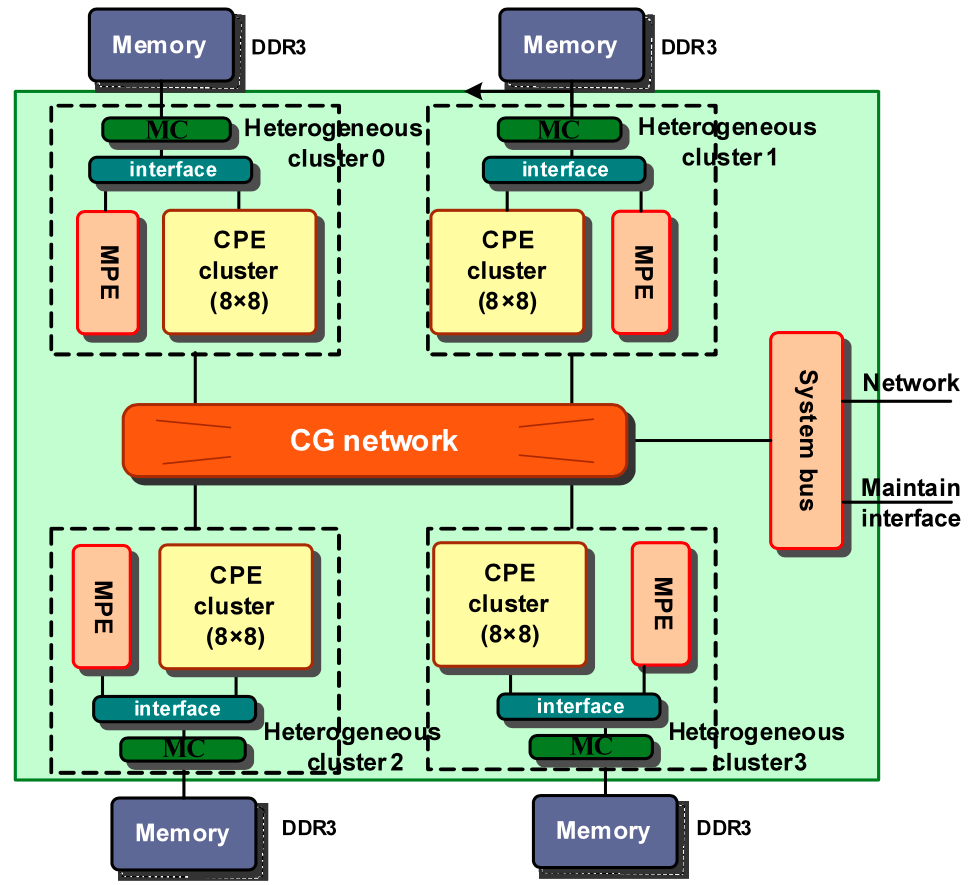 Memory
DDR3
Memory
DDR3
MC
Heterogeneous
cluster 0
interface
MPE
CPE
cluster
(8×8)
MC
Heterogeneous
cluster 1
interface
CPE
cluster
(8×8)
MPE
CG network
System bus
Network
Maintain
interface
MPE
CPE
cluster
(8×8)
interface
Heterogeneous
cluster 2
MC
CPE
cluster
(8×8)
MPE
interface
Heterogeneous
cluster 3
MC
Memory
DDR3
Memory
DDR3